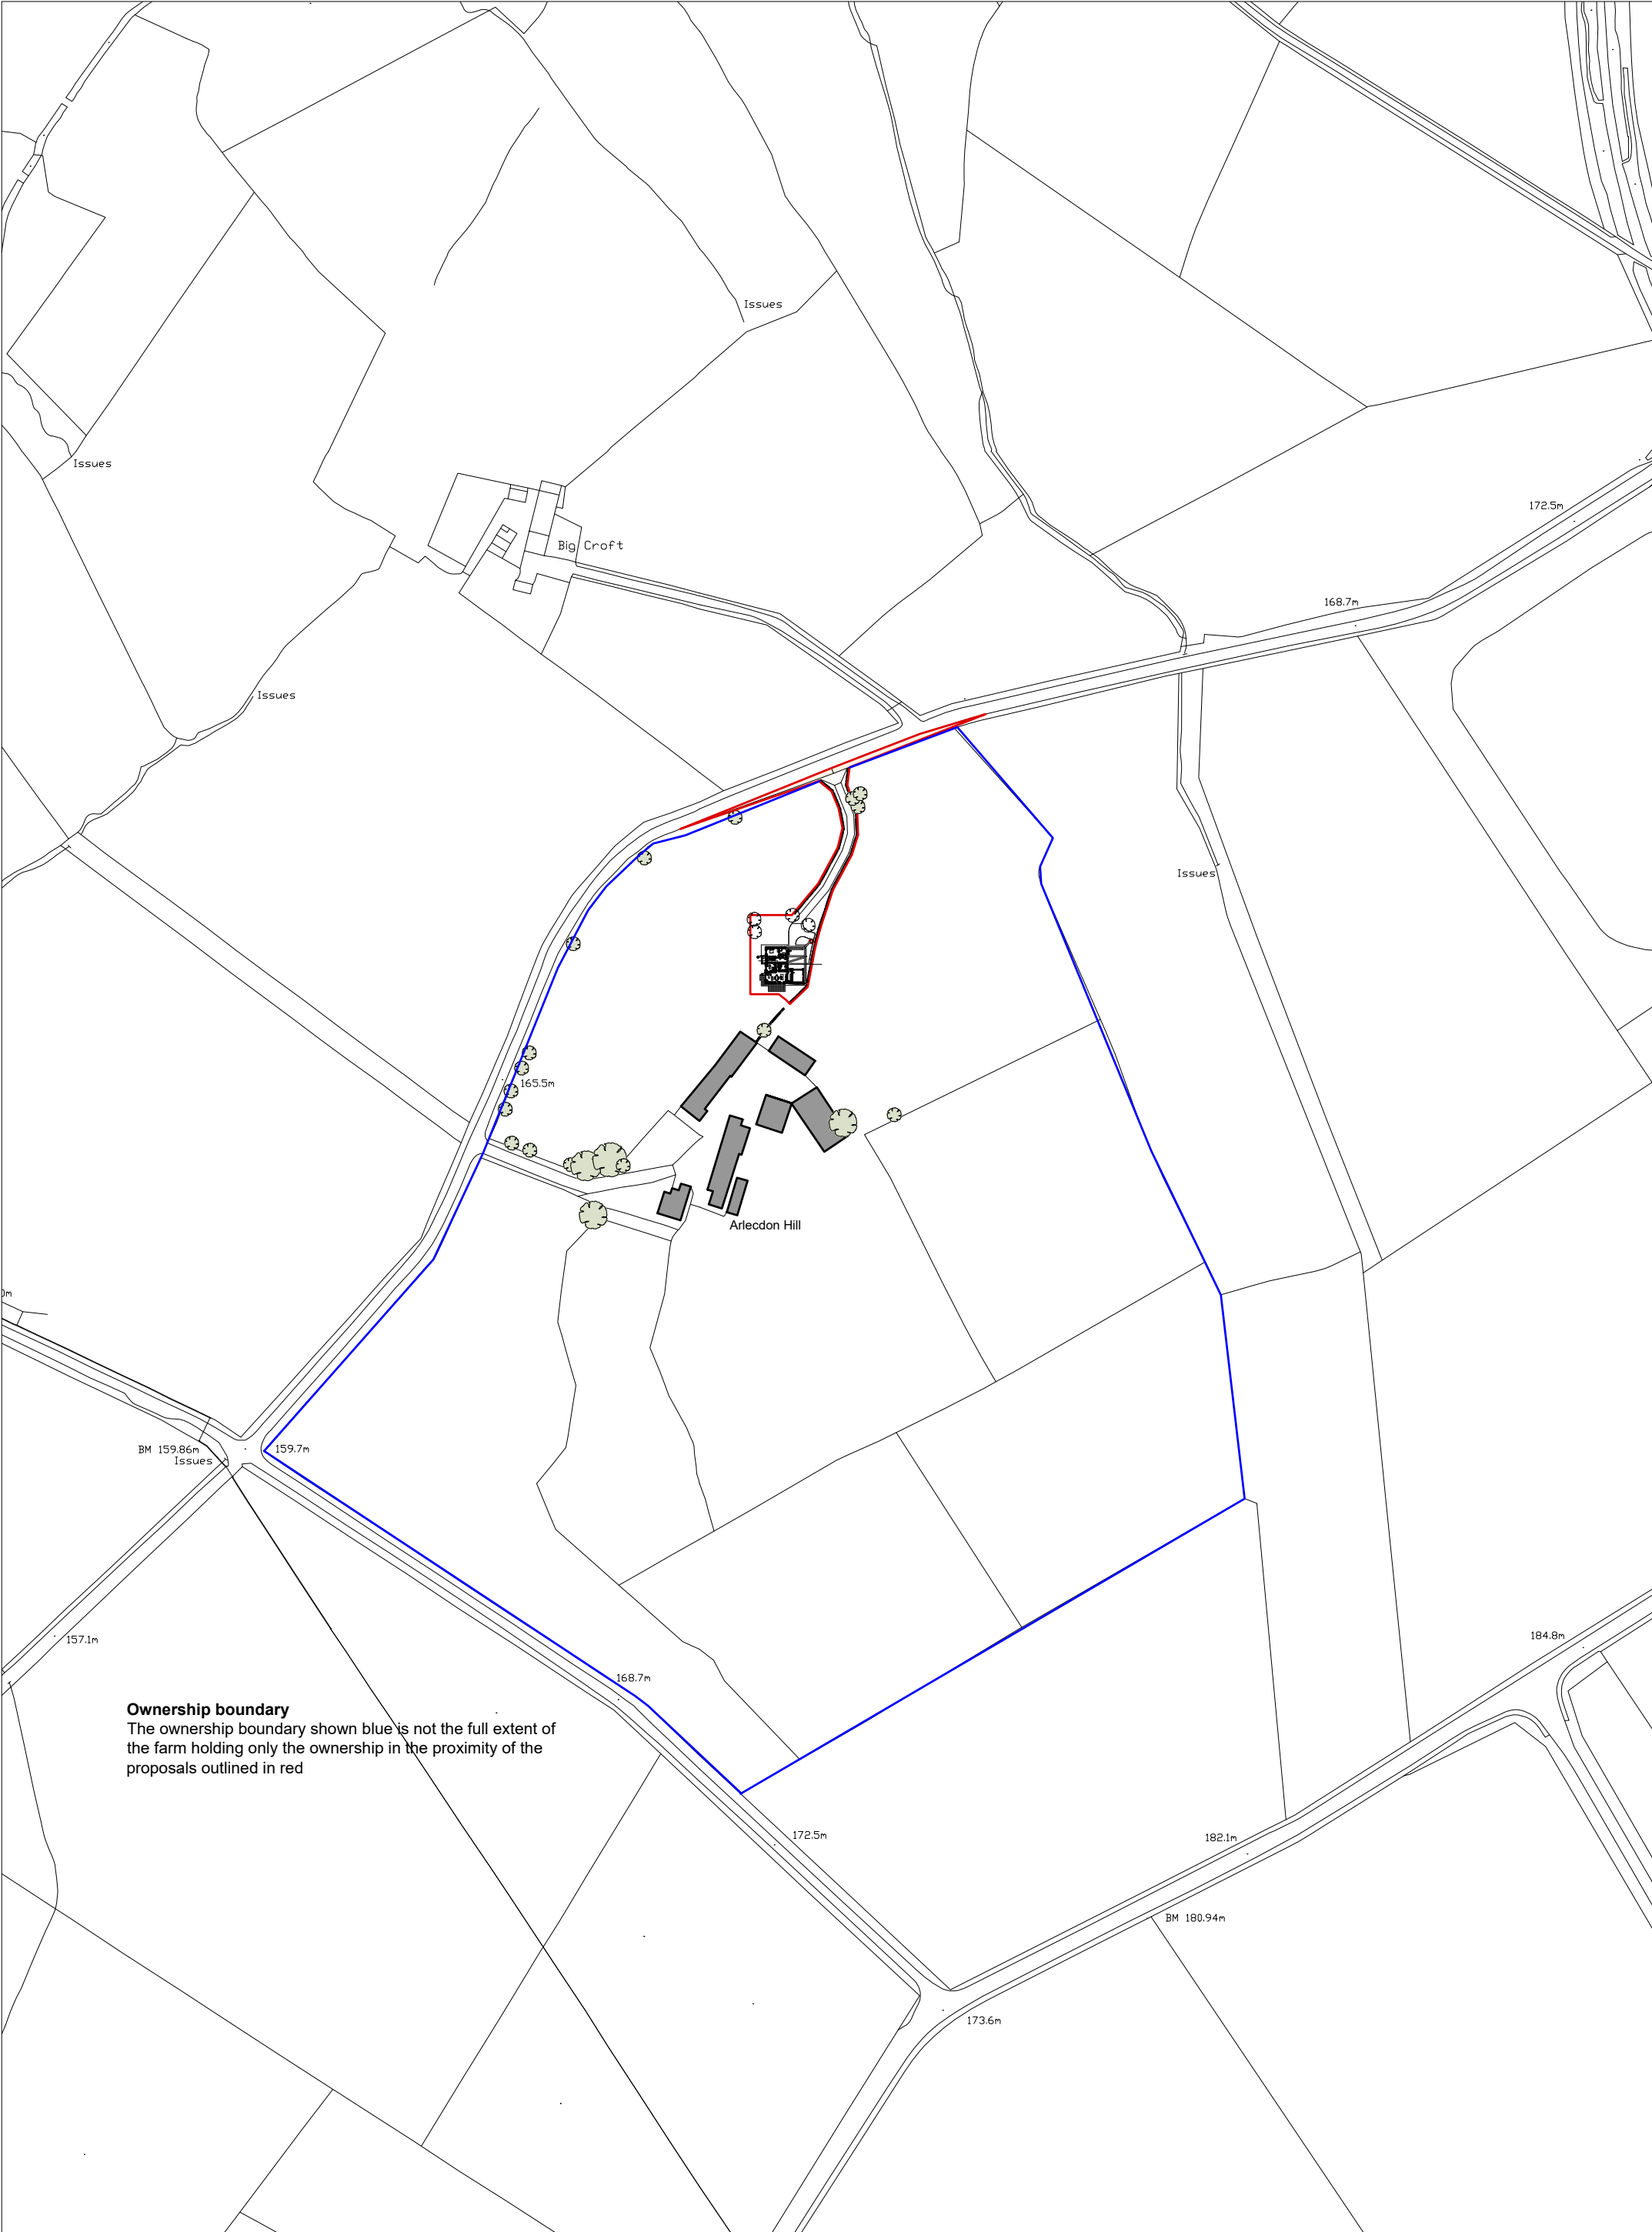 Issues
Issues
172.5m
Big Croft
168.7m
Issues
Issues
165.5m
Arlecdon Hill
BM 159.86m
159.7m
Issues
184.8m
157.1m
168.7m
Ownership boundary
The ownership boundary shown blue is not the full extent of
the farm holding only the ownership in the proximity of the
proposals outlined in red
172.5m
182.1m
BM 180.94m
173.6m